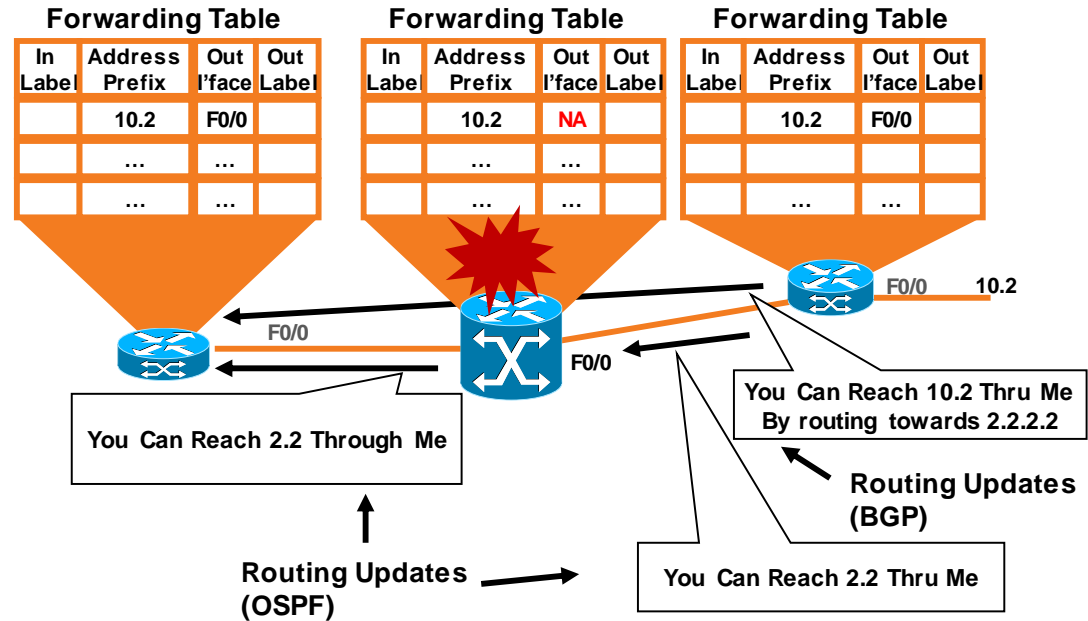 Forwarding Table
In Label Address Prefix Out I'face Out Label
10.2 F0/0
… …
… …
Forwarding Table
In Label Address Prefix Out I'face Out Label
10.2 NA
… …
… …
Forwarding Table
In Label Address Prefix Out I'face Out Label
10.2 F0/0
…
… …
F0/0
F0/0
F0/0
10.2
You Can Reach 2.2 Through Me
You Can Reach 10.2 Thru Me
By routing towards 2.2.2.2
Routing Updates
(BGP)
Routing Updates
(OSPF)
You Can Reach 2.2 Thru Me